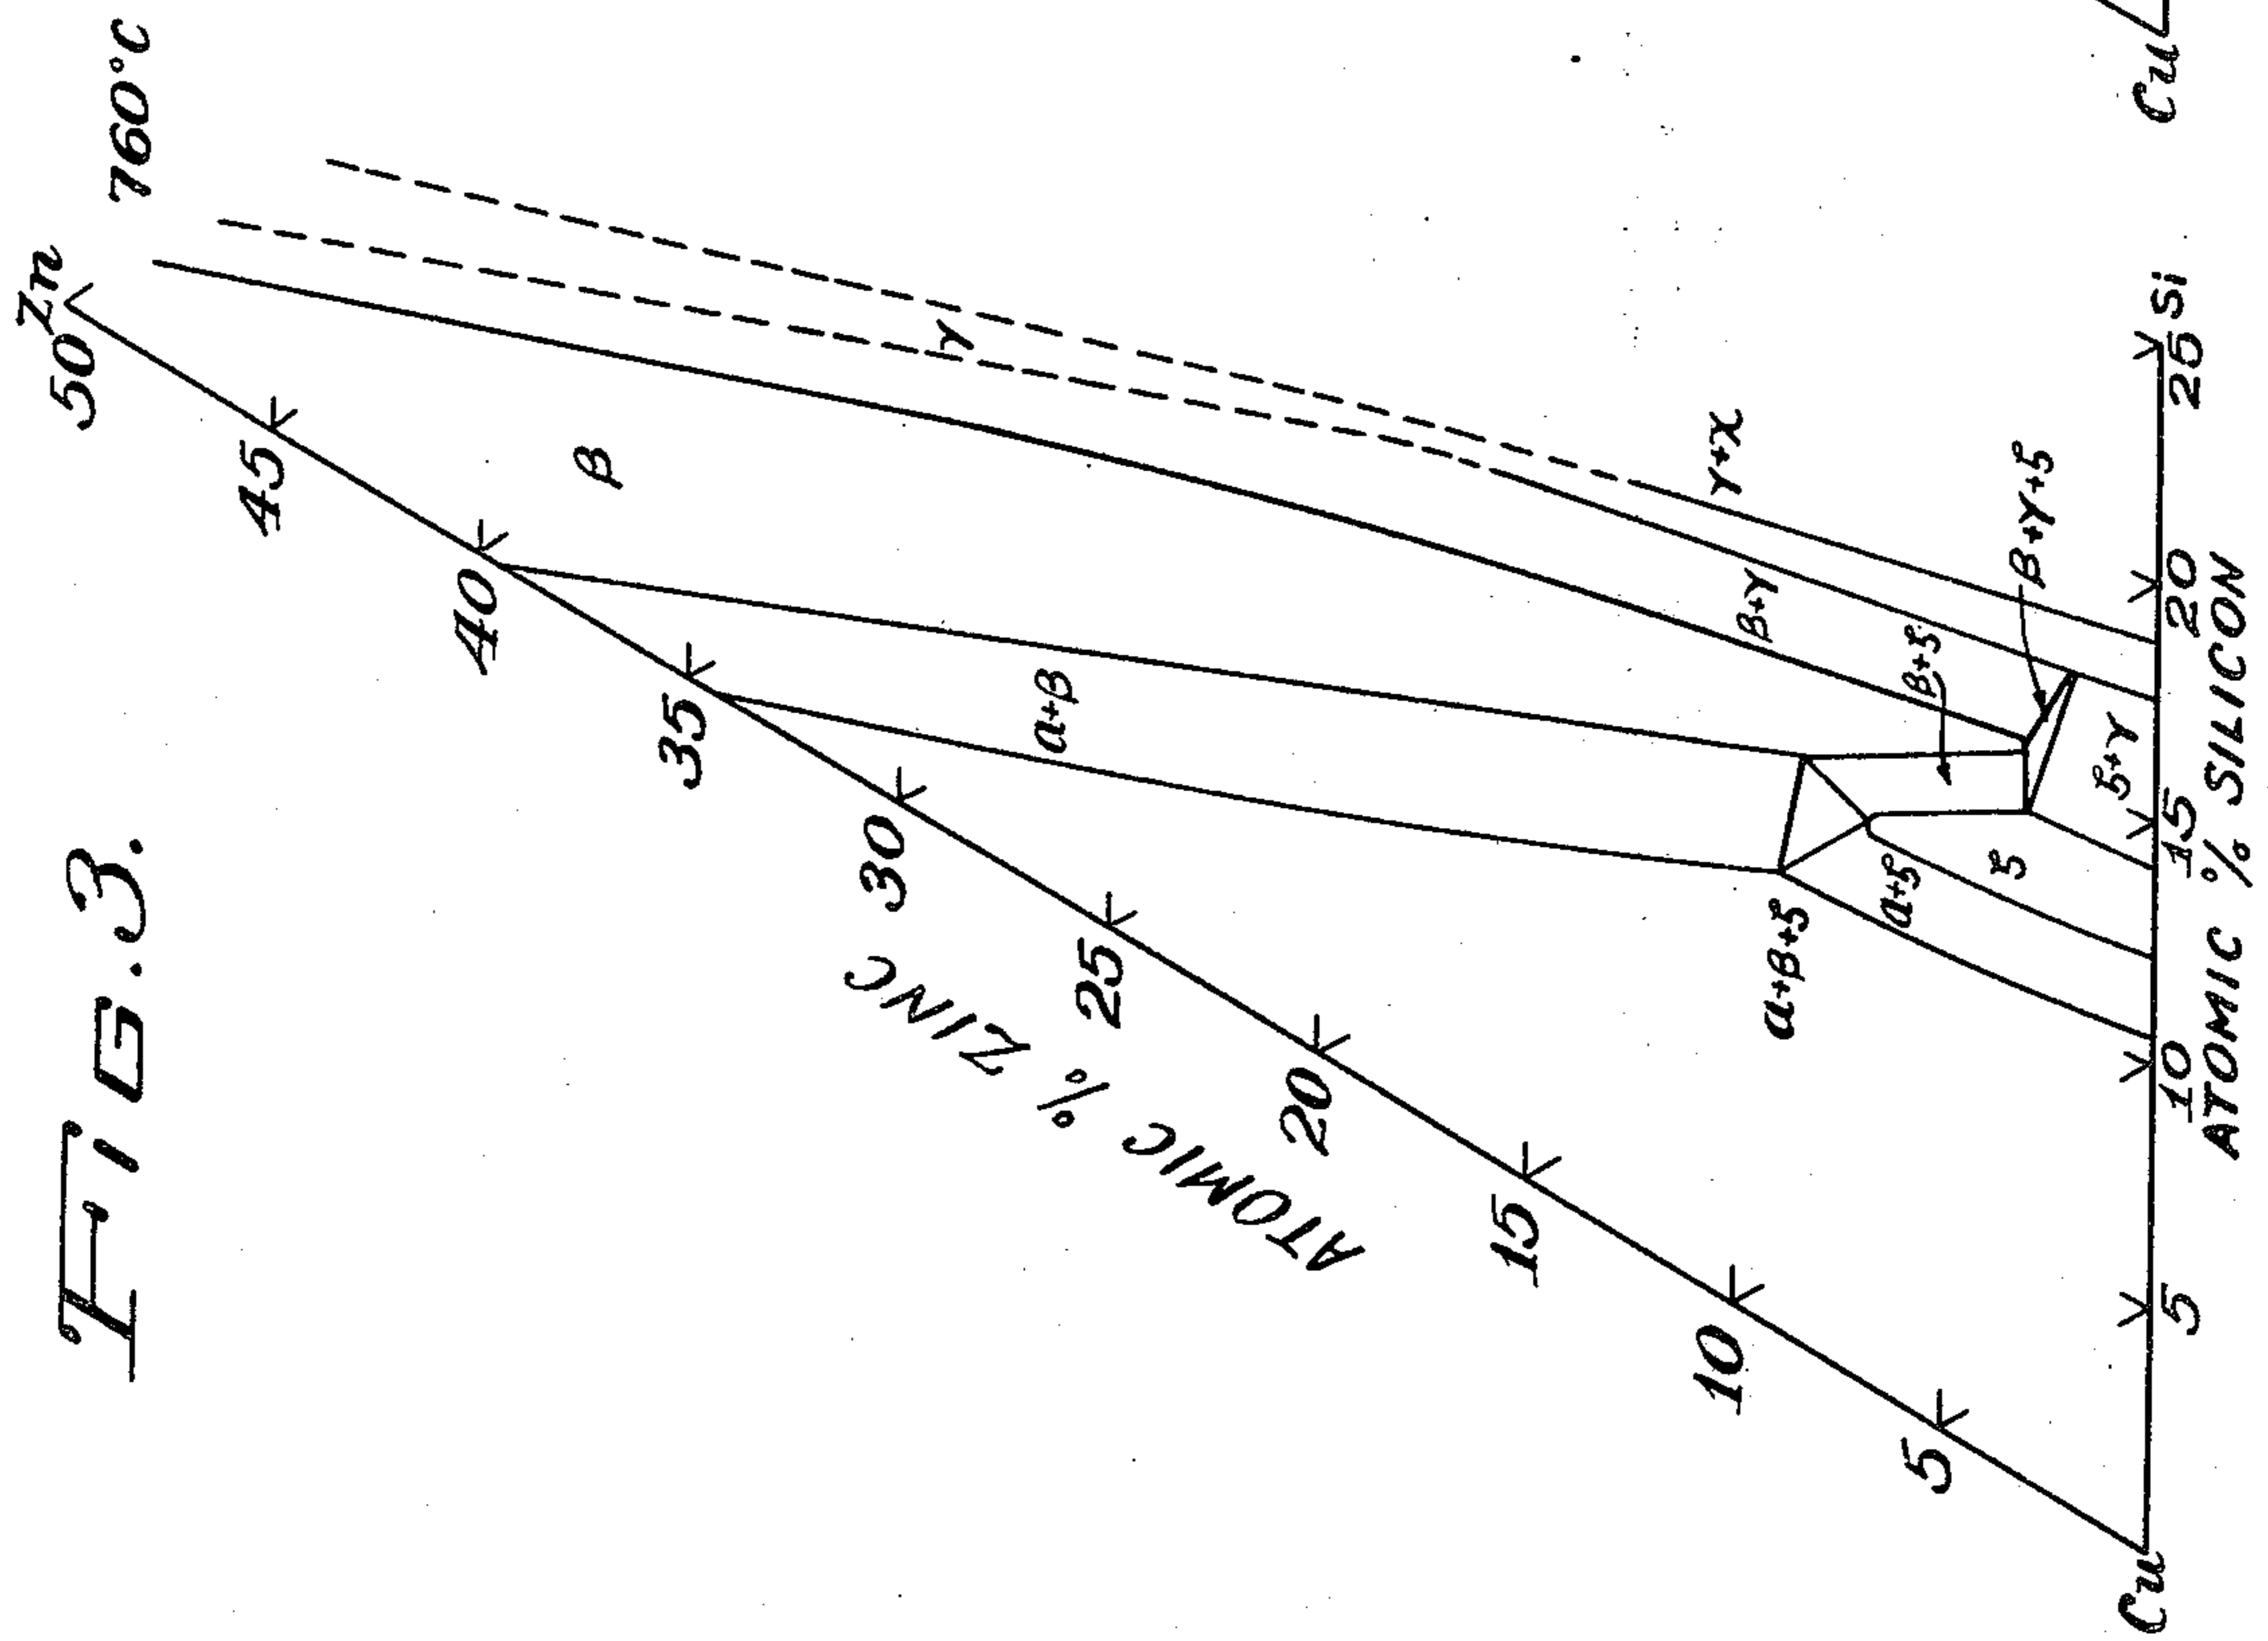 FIG. 3.
760°C
Zn
50
45
40
35
30
25
20
15
10
5
ATOMIC % ZINC
β
γ
α+β
γ+X
β+γ
β+ζ
β+γ+ζ
α+β+ζ
α+ζ
ζ
ζ+γ
Cu
5
10
15
20
25
Si
ATOMIC % SILICON
Cu